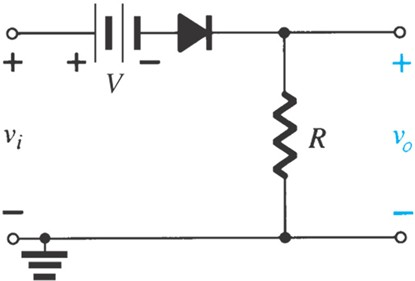 + + − +
V
v_i R v_o
− −